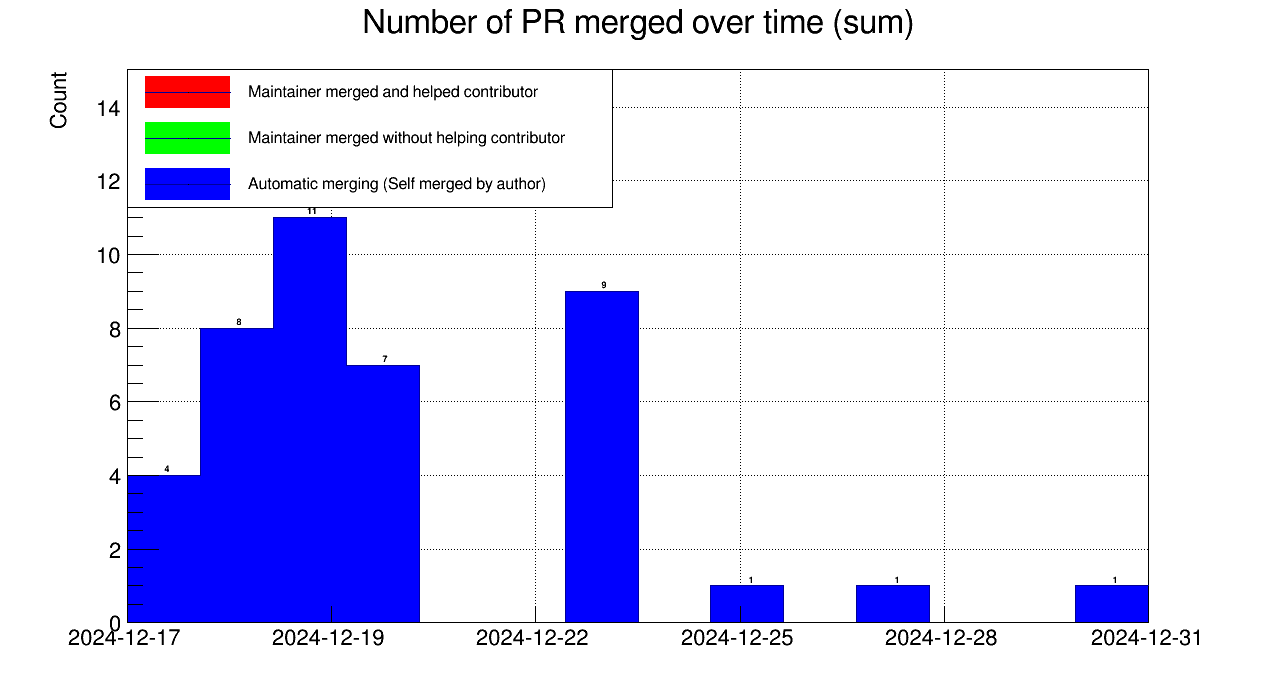 Number of PR merged over time (sum)
Count
Maintainer merged and helped contributor
Maintainer merged without helping contributor
Automatic merging (Self merged by author)
14
12
10
8
6
4
2
0
4
8
11
7
9
1
1
1
2024-12-17 2024-12-19 2024-12-22 2024-12-25 2024-12-28 2024-12-31